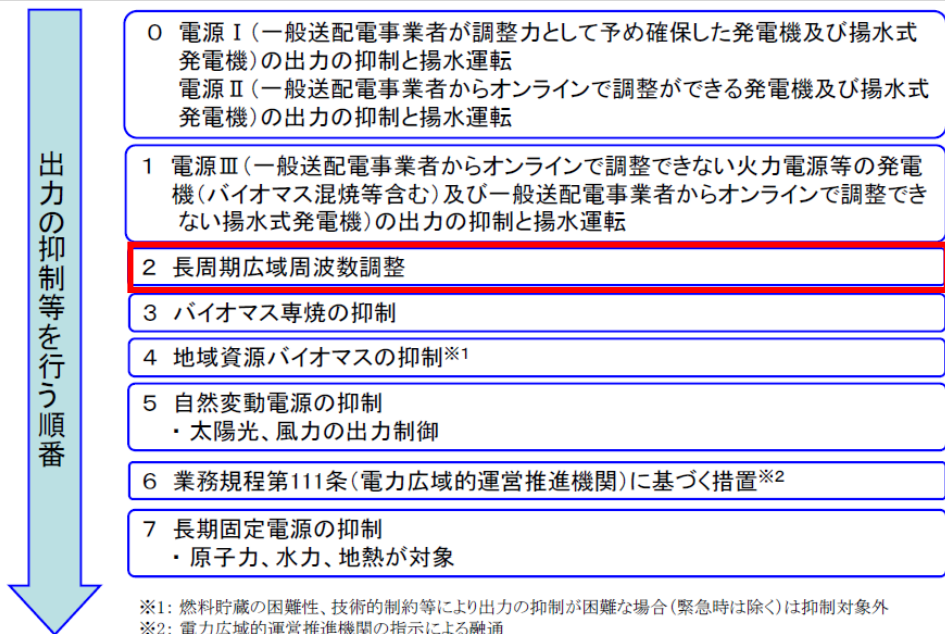 出力の抑制等を行う順番
0 電源Ⅰ(一般送配電事業者が調整力として予め確保した発電機及び揚水式
発電機)の出力の抑制と揚水運転
電源Ⅱ(一般送配電事業者からオンラインで調整ができる発電機及び揚水式
発電機)の出力の抑制と揚水運転
1 電源Ⅲ(一般送配電事業者からオンラインで調整できない火力電源等の発電
機(バイオマス混焼等含む)及び一般送配電事業者からオンラインで調整でき
ない揚水式発電機)の出力の抑制と揚水運転
2 長周期広域周波数調整
3 バイオマス専焼の抑制
4 地域資源バイオマスの抑制※1
5 自然変動電源の抑制
・太陽光、風力の出力制御
6 業務規程第111条(電力広域的運営推進機関)に基づく措置※2
7 長期固定電源の抑制
・原子力、水力、地熱が対象
※1: 燃料貯蔵の困難性、技術的制約等により出力の抑制が困難な場合(緊急時は除く)は抑制対象外
※2: 電力広域的運営推進機関の指示による融通